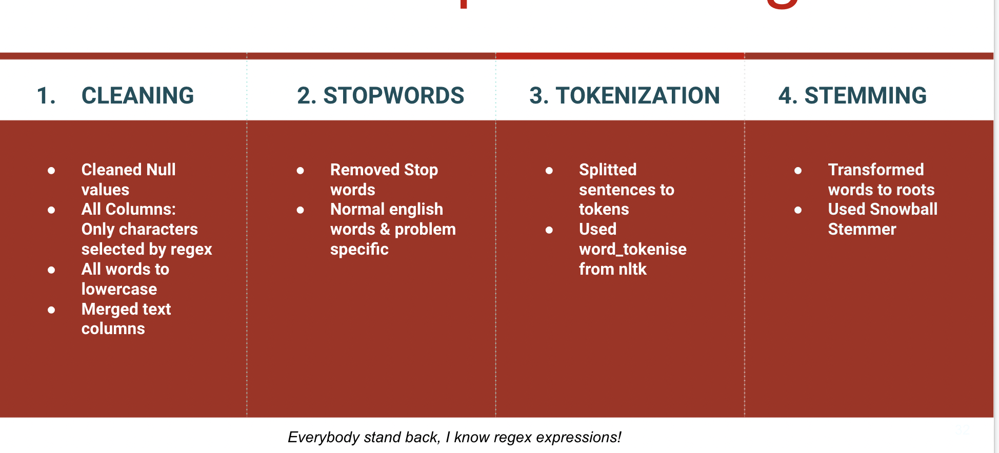 1. CLEANING
2. STOPWORDS
3. TOKENIZATION
4. STEMMING
● Cleaned Null
values
● All Columns:
Only characters
selected by regex
● All words to
lowercase
● Merged text
columns
● Removed Stop
words
● Normal english
words & problem
specific
● Splitted
sentences to
tokens
● Used
word_tokenise
from nltk
● Transformed
words to roots
● Used Snowball
Stemmer
Everybody stand back, I know regex expressions!
32